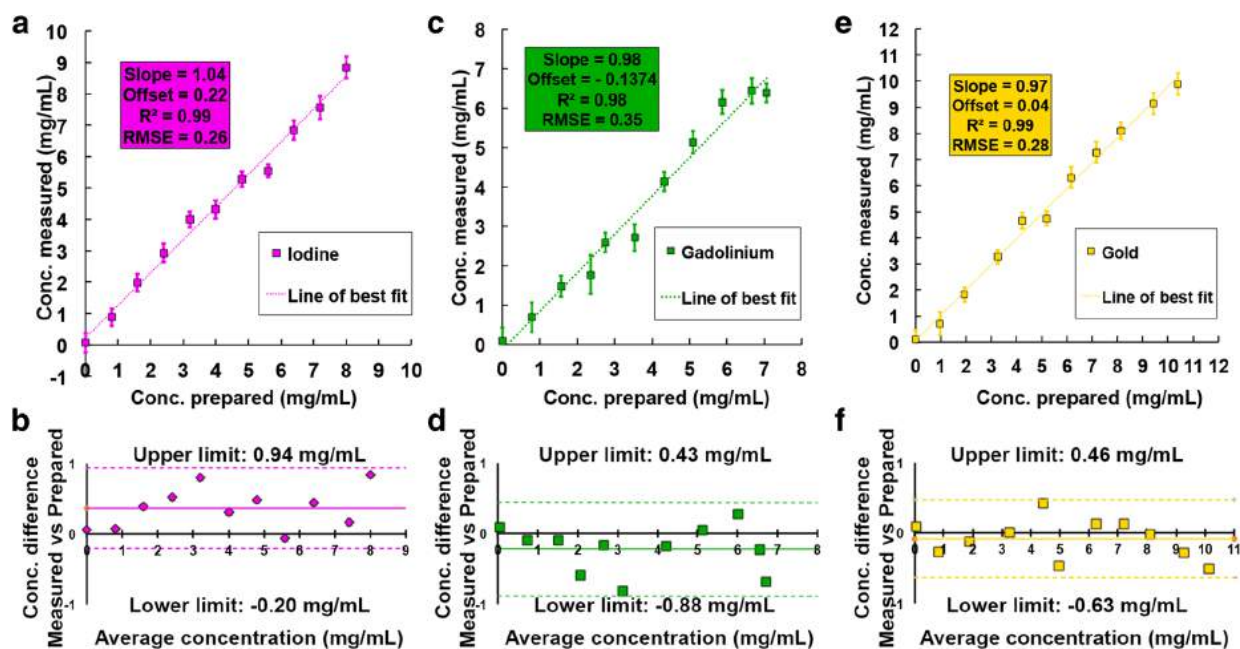 a
Conc. measured (mg/mL)
10
9
8
7
6
5
4
3
2
1
0
-1
Slope = 1.04
Offset = 0.22
R² = 0.99
RMSE = 0.26
Iodine
Line of best fit
0 1 2 3 4 5 6 7 8 9 10
Conc. prepared (mg/mL)
c
Conc. measured (mg/mL)
8
7
6
5
4
3
2
1
0
Slope = 0.98
Offset = - 0.1374
R² = 0.98
RMSE = 0.35
Gadolinium
Line of best fit
0 1 2 3 4 5 6 7 8
Conc. prepared (mg/mL)
e
Conc. measured (mg/mL)
12
11
10
9
8
7
6
5
4
3
2
1
0
Slope = 0.97
Offset = 0.04
R² = 0.99
RMSE = 0.28
Gold
Line of best fit
0 1 2 3 4 5 6 7 8 9 10 11 12
Conc. prepared (mg/mL)
b
Conc. difference
Measured vs Prepared
Upper limit: 0.94 mg/mL
1
0
-1
0 1 2 3 4 5 6 7 8 9
Lower limit: -0.20 mg/mL
Average concentration (mg/mL)
d
Conc. difference
Measured vs Prepared
Upper limit: 0.43 mg/mL
1
0
-1
0 1 2 3 4 5 6 7 8
Lower limit: -0.88 mg/mL
Average concentration (mg/mL)
f
Conc. difference
Measured vs Prepared
Upper limit: 0.46 mg/mL
1
0
-1
0 1 2 3 4 5 6 7 8 9 10 11
Lower limit: -0.63 mg/mL
Average concentration (mg/mL)